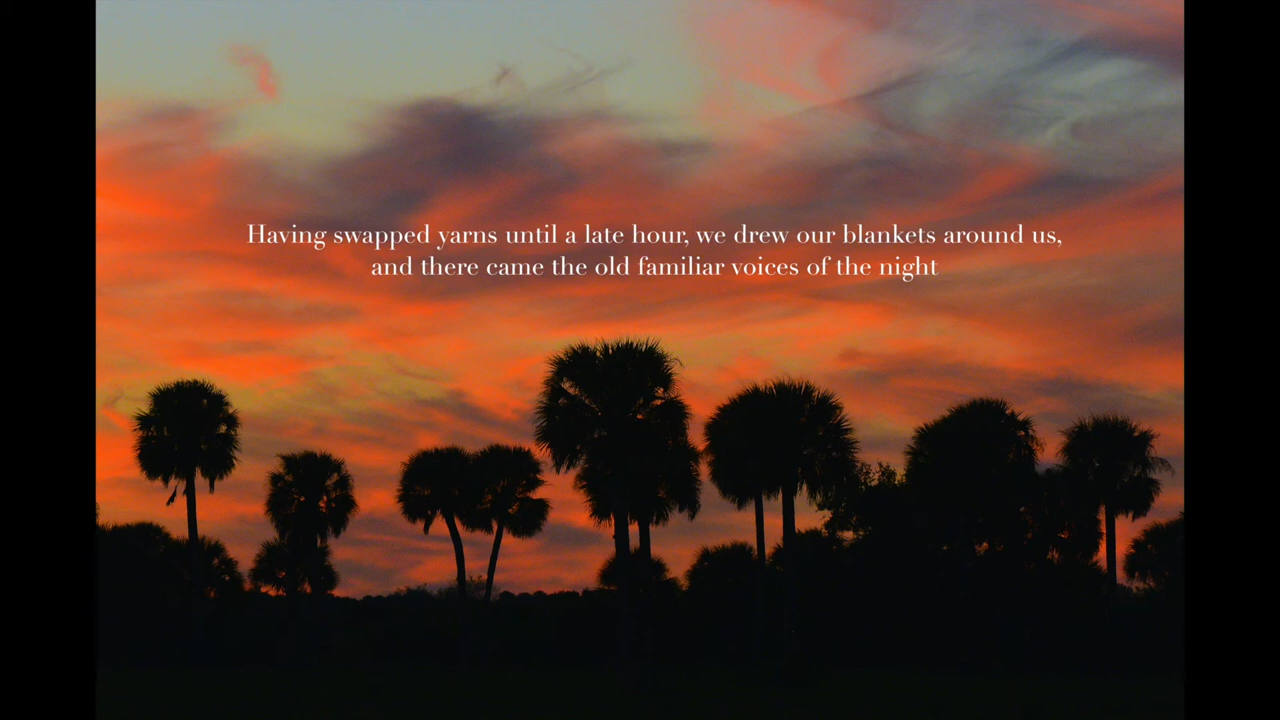 Having swapped yarns until a late hour, we drew our blankets around us,
and there came the old familiar voices of the night